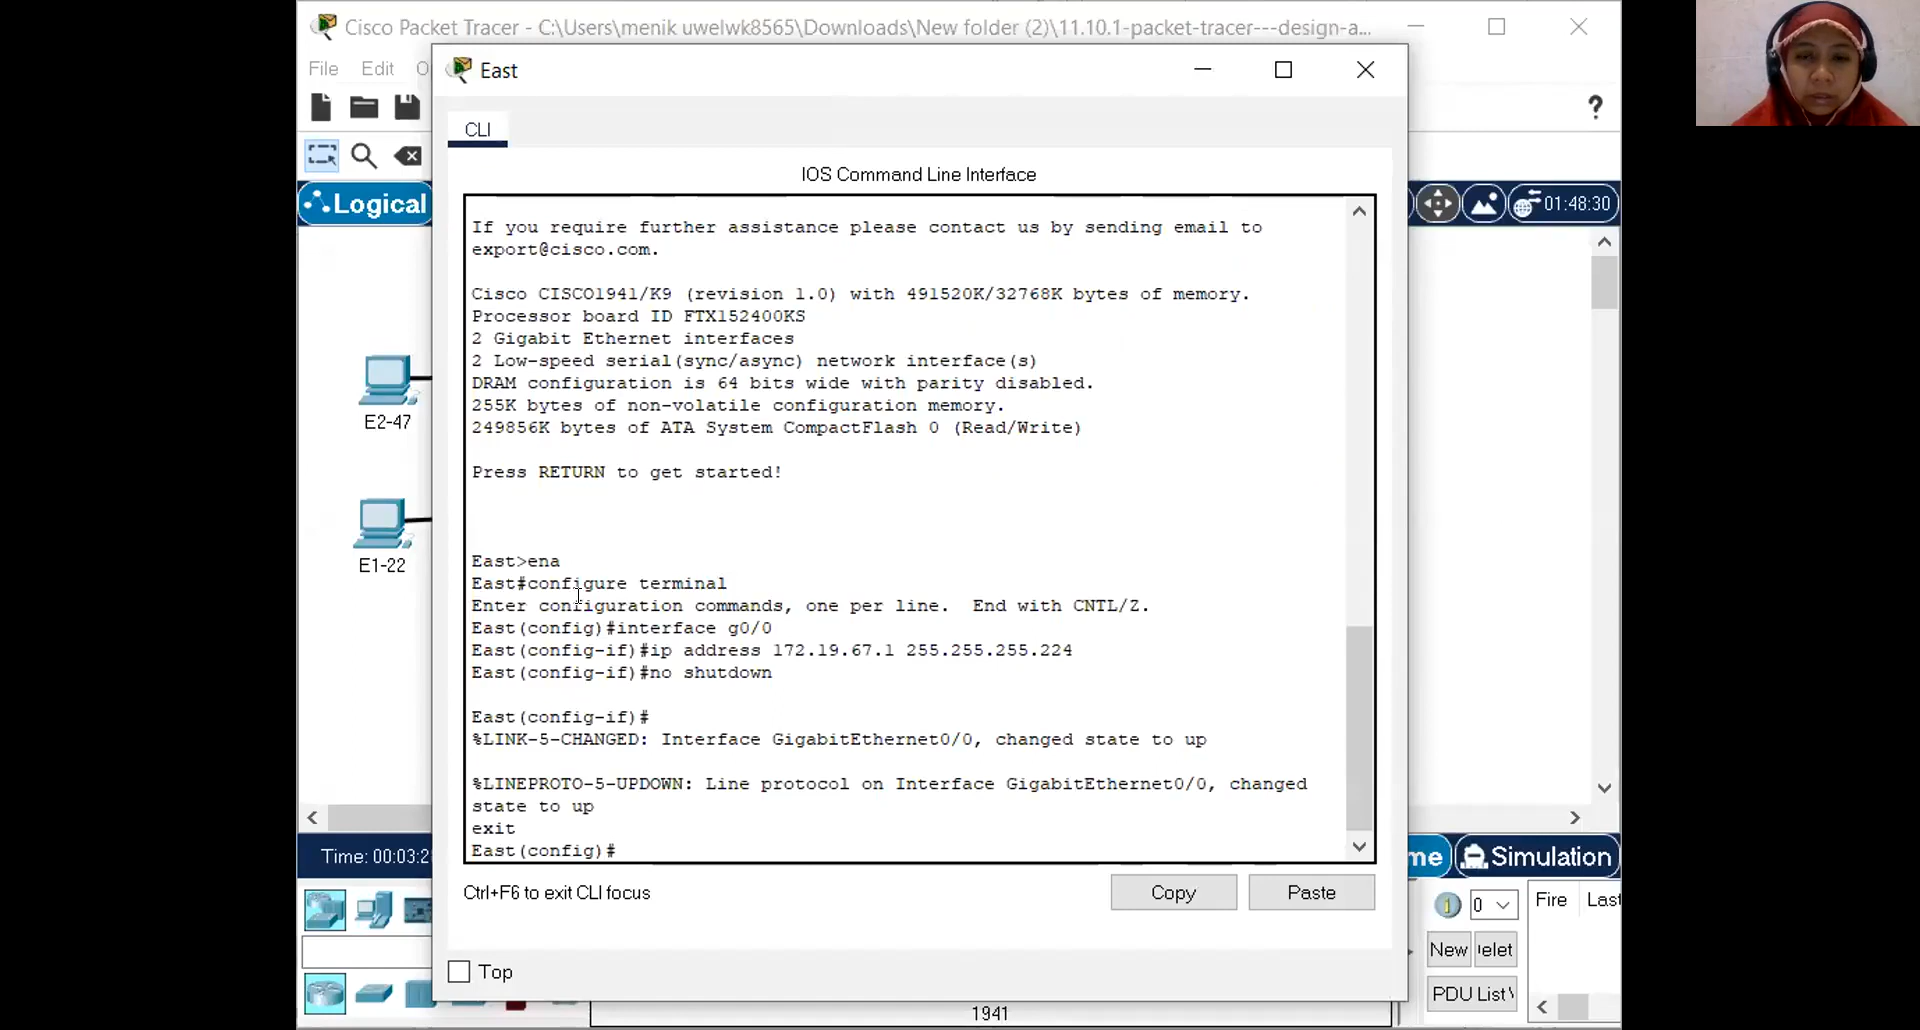 Cisco Packet Tracer - C:\Users\menik uwelwk8565\Downloads\New folder (2)\11.10.1-packet-tracer---design-a...
File Edit O
East
?
CLI
IOS Command Line Interface
Logical
01:48:30
If you require further assistance please contact us by sending email to
export@cisco.com.
Cisco CISCO1941/K9 (revision 1.0) with 491520K/32768K bytes of memory.
Processor board ID FTX152400KS
2 Gigabit Ethernet interfaces
2 Low-speed serial(sync/async) network interface(s)
DRAM configuration is 64 bits wide with parity disabled.
255K bytes of non-volatile configuration memory.
249856K bytes of ATA System CompactFlash 0 (Read/Write)
Press RETURN to get started!
E2-47
E1-22
East>ena
East#configure terminal
Enter configuration commands, one per line.  End with CNTL/Z.
East(config)#interface g0/0
East(config-if)#ip address 172.19.67.1 255.255.255.224
East(config-if)#no shutdown
East(config-if)#
%LINK-5-CHANGED: Interface GigabitEthernet0/0, changed state to up
%LINEPROTO-5-UPDOWN: Line protocol on Interface GigabitEthernet0/0, changed
state to up
exit
East(config)#
Time: 00:03:2
me
Simulation
Ctrl+F6 to exit CLI focus
Copy
Paste
0
Fire
Last
New
elet
Top
PDU List
1941